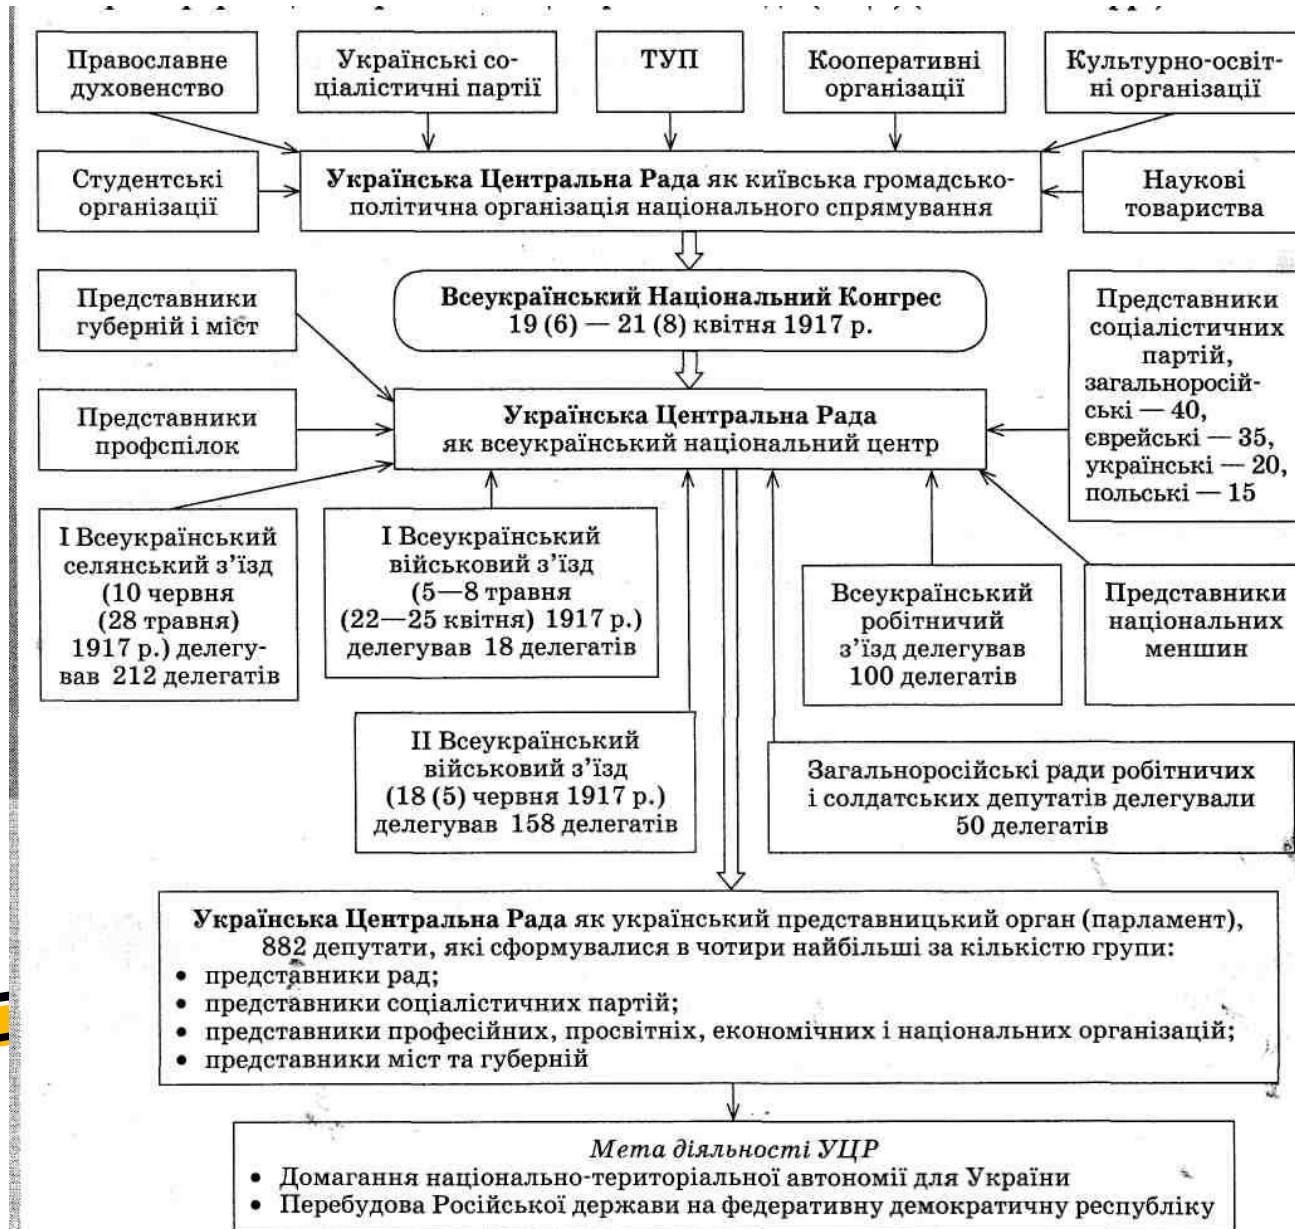 Православне
духовенство
Українські со-
ціалістичні партії
ТУП
Кооперативні
організації
Культурно-освіт-
ні організації
Студентські
організації
Українська Центральна Рада як київська громадсько-
політична організація національного спрямування
Наукові
товариства
Представники
губерній і міст
Всеукраїнський Національний Конгрес
19 (6) — 21 (8) квітня 1917 р.
Представники
соціалістичних
партій,
загальноросій-
ські — 40,
єврейські — 35,
українські — 20,
польські — 15
Представники
профспілок
Українська Центральна Рада
як всеукраїнський національний центр
І Всеукраїнський
селянський з’їзд
(10 червня
(28 травня)
1917 р.) делегу-
вав 212 делегатів
І Всеукраїнський
військовий з’їзд
(5—8 травня
(22—25 квітня) 1917 р.)
делегував 18 делегатів
Всеукраїнський
робітничий
з’їзд делегував
100 делегатів
Представники
національних
меншин
ІІ Всеукраїнський
військовий з’їзд
(18 (5) червня 1917 р.)
делегував 158 делегатів
Загальноросійські ради робітничих
і солдатських депутатів делегували
50 делегатів
Українська Центральна Рада як український представницький орган (парламент),
882 депутати, які сформувалися в чотири найбільші за кількістю групи:
• представники рад;
• представники соціалістичних партій;
• представники професійних, просвітніх, економічних і національних організацій;
• представники міст та губерній
Мета діяльності УЦР
• Домагання національно-територіальної автономії для України
• Перебудова Російської держави на федеративну демократичну республіку